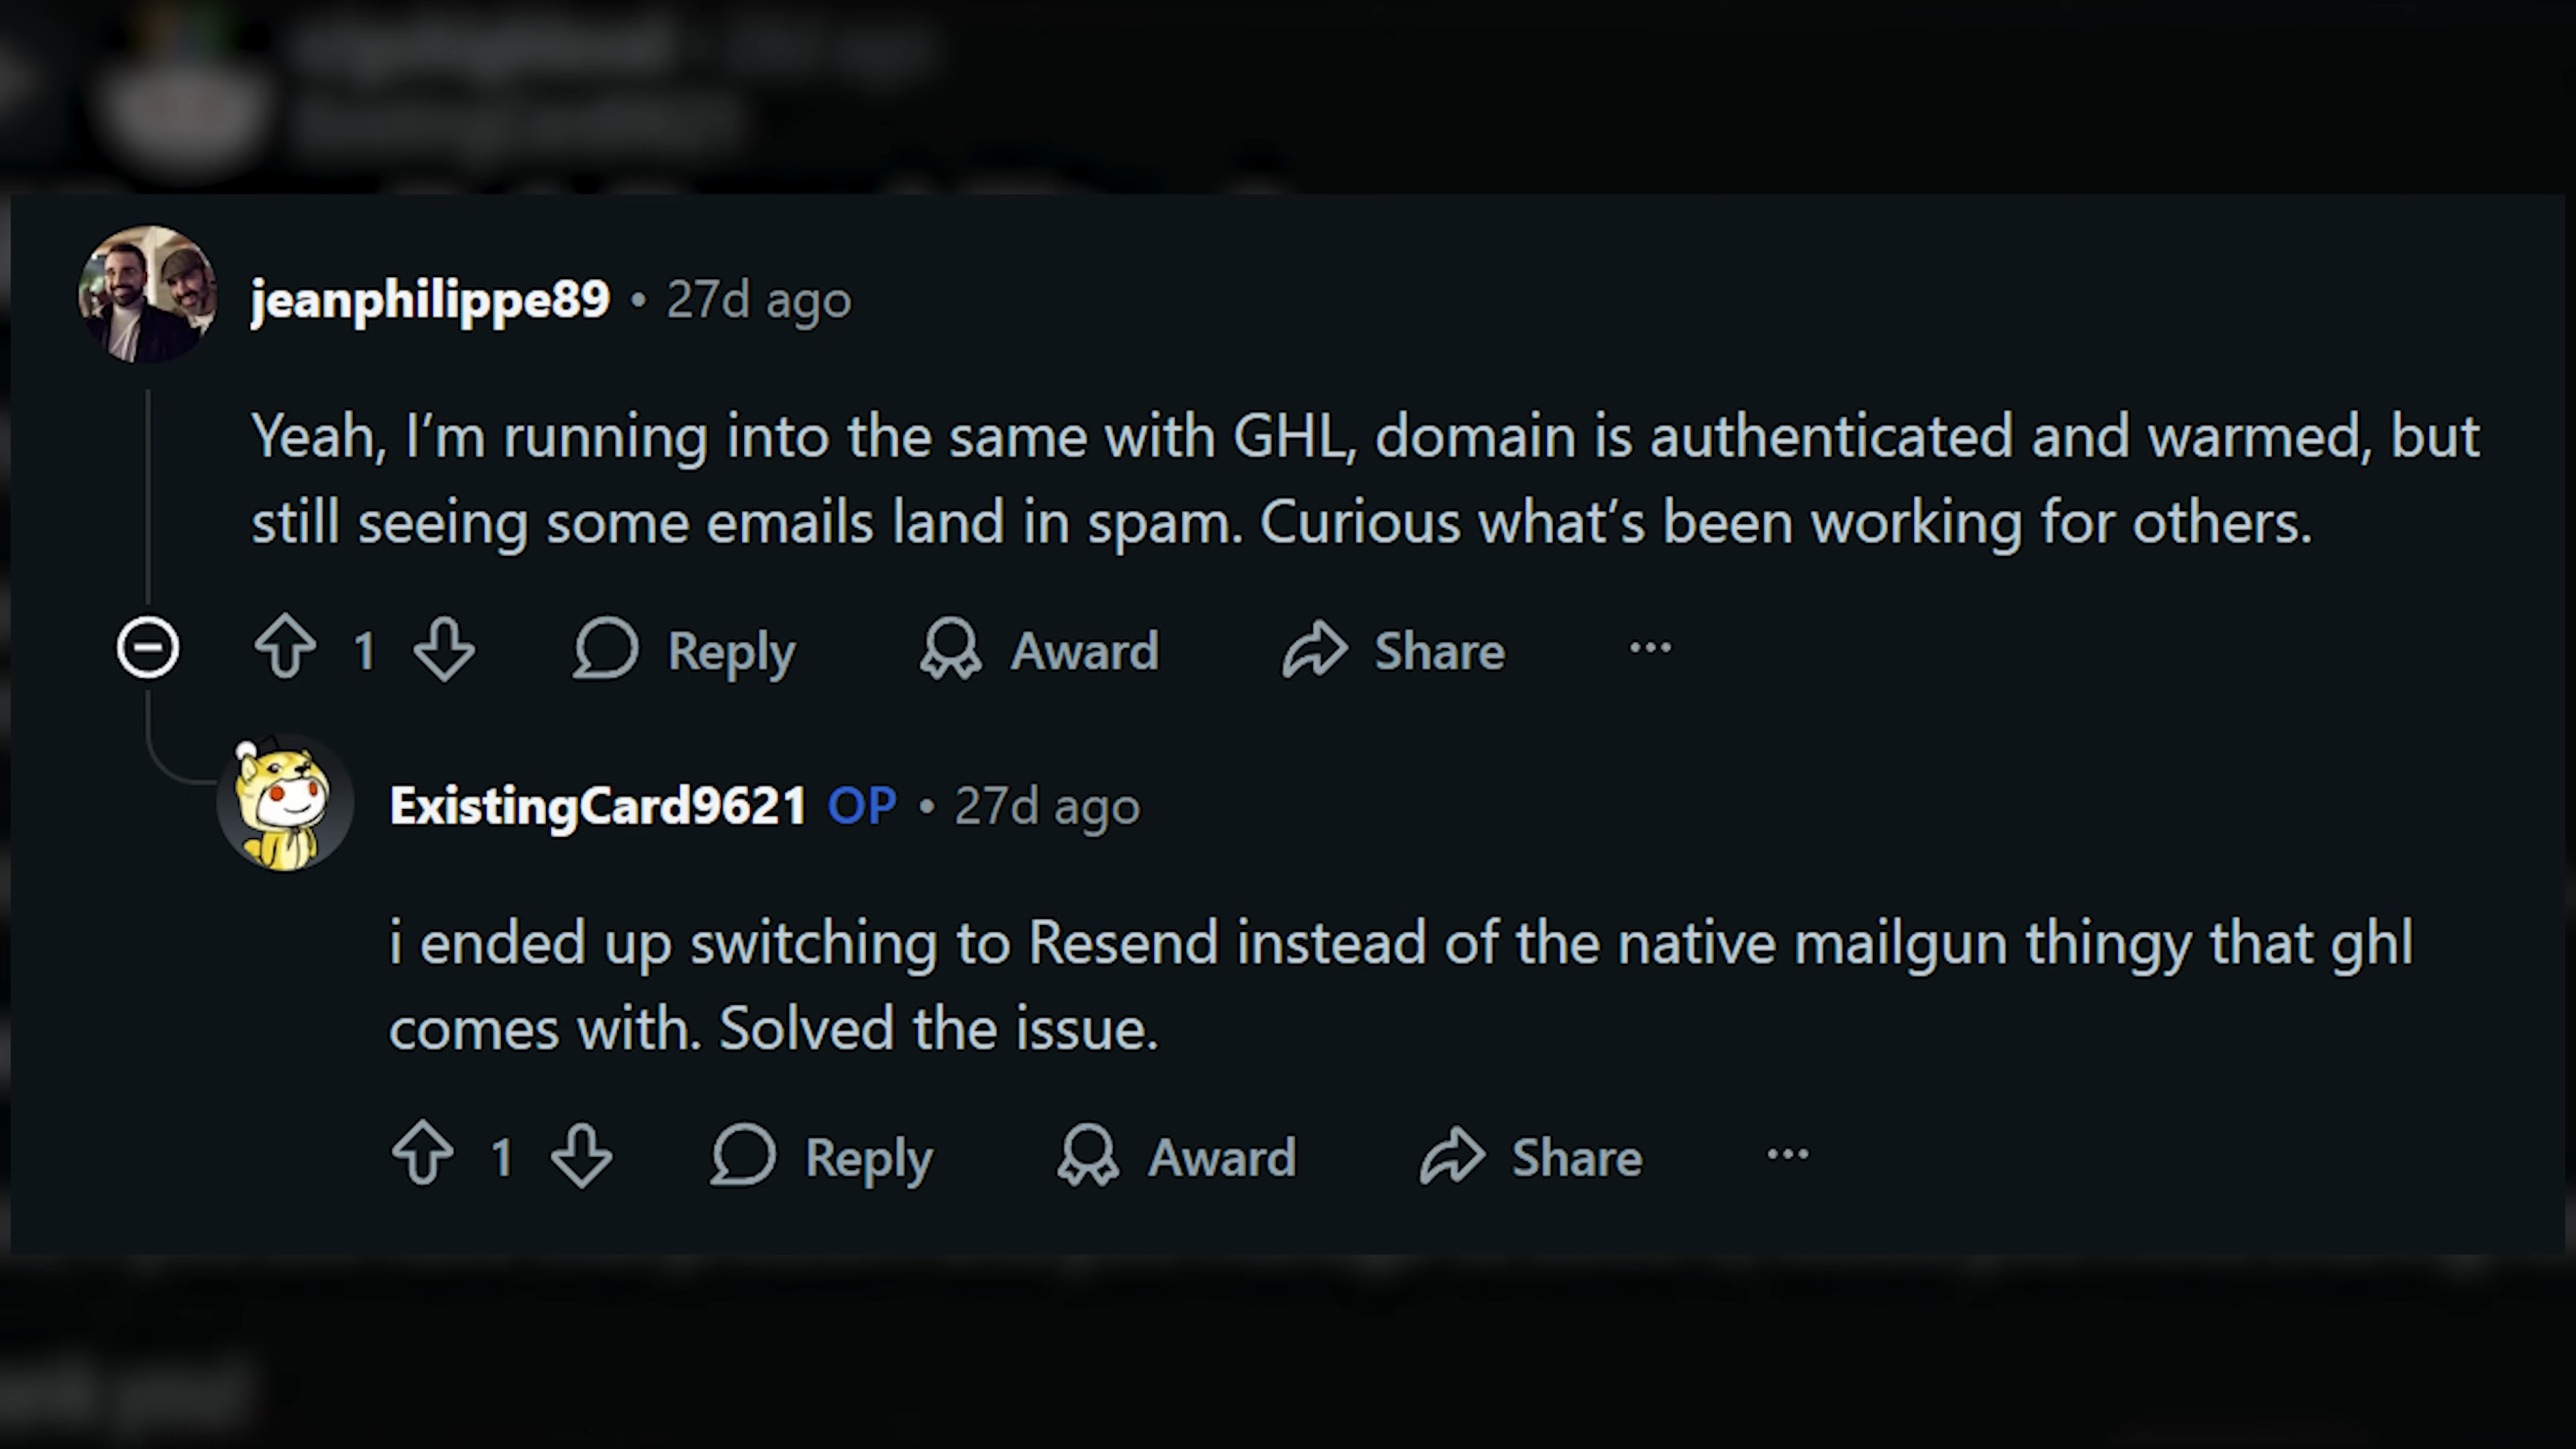 jeanphilippe89 • 27d ago
Yeah, I’m running into the same with GHL, domain is authenticated and warmed, but
still seeing some emails land in spam. Curious what’s been working for others.
1 Reply Award Share ...
ExistingCard9621 OP • 27d ago
i ended up switching to Resend instead of the native mailgun thingy that ghl
comes with. Solved the issue.
1 Reply Award Share ...